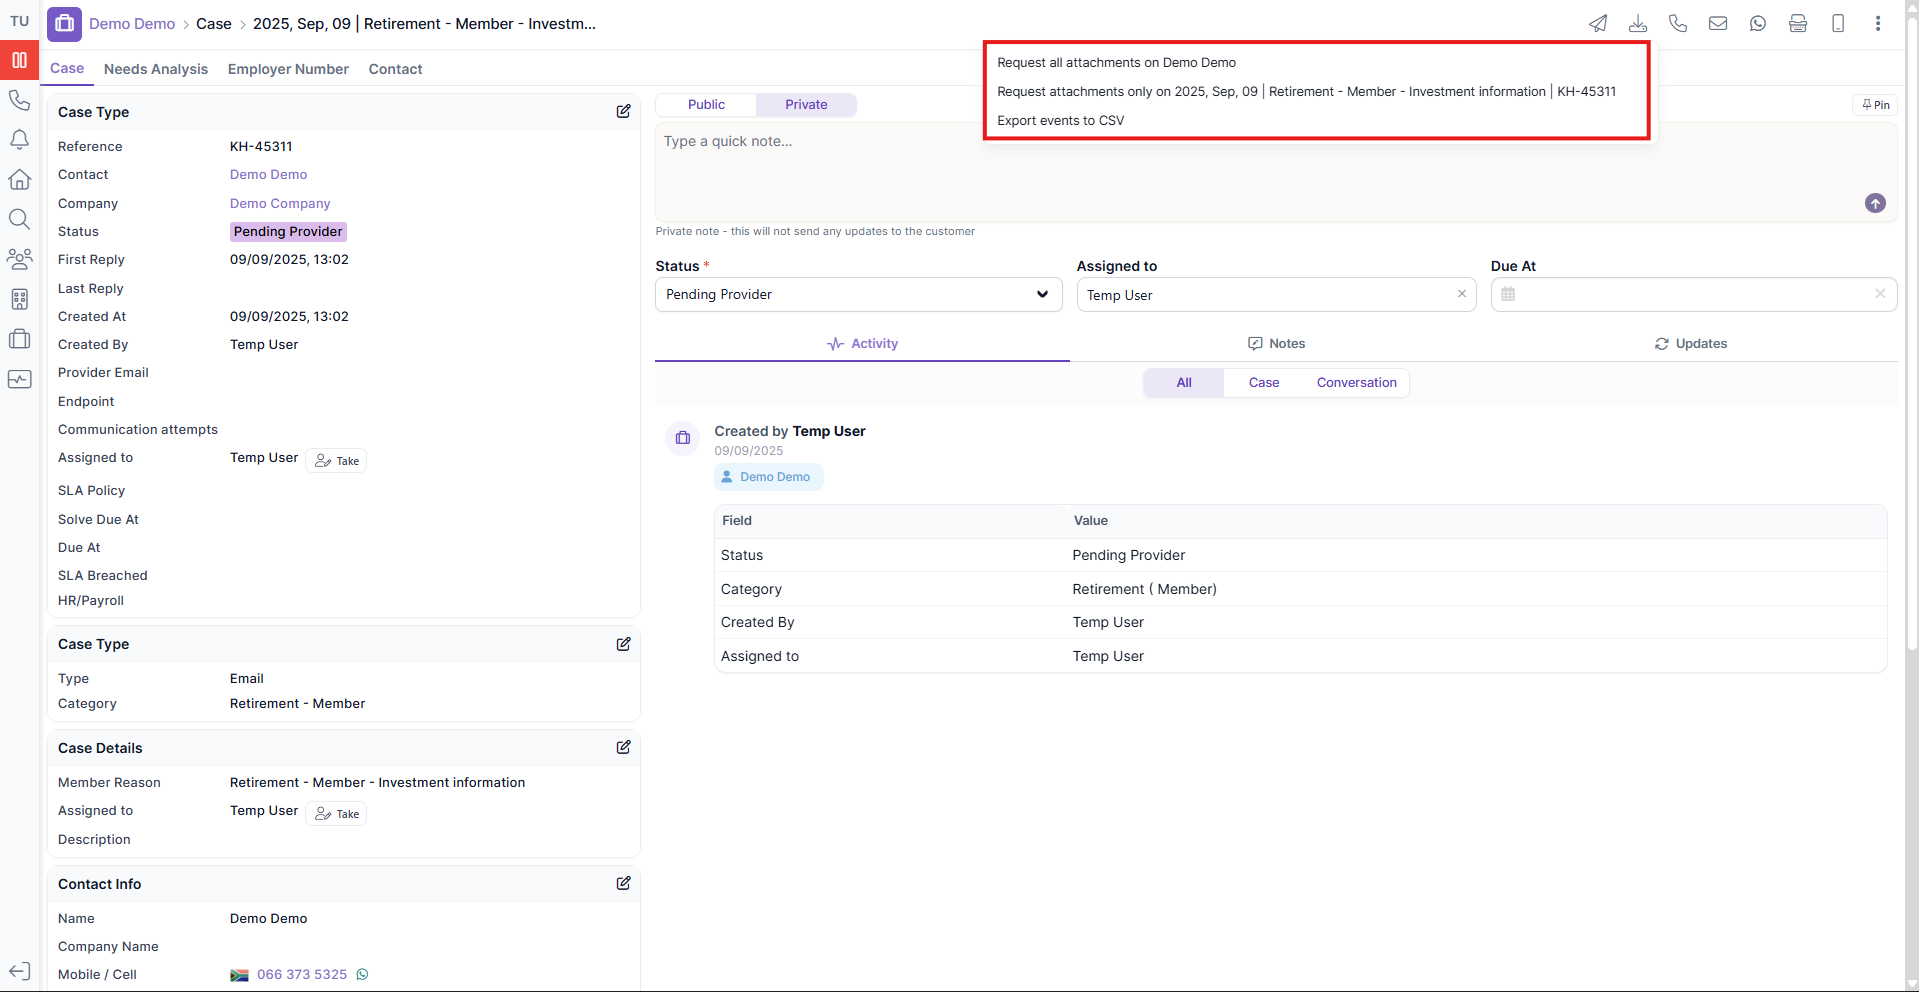 TU
Demo Demo > Case > 2025, Sep, 09 | Retirement - Member - Investm...
Case Needs Analysis Employer Number Contact
Request all attachments on Demo Demo
Request attachments only on 2025, Sep, 09 | Retirement - Member - Investment information | KH-45311
Export events to CSV
Case Type
Reference KH-45311
Contact Demo Demo
Company Demo Company
Status Pending Provider
First Reply 09/09/2025, 13:02
Last Reply
Created At 09/09/2025, 13:02
Created By Temp User
Provider Email
Endpoint
Communication attempts
Assigned to Temp User Take
SLA Policy
Solve Due At
Due At
SLA Breached
HR/Payroll
Case Type
Type Email
Category Retirement - Member
Case Details
Member Reason Retirement - Member - Investment information
Assigned to Temp User Take
Description
Contact Info
Name Demo Demo
Company Name
Mobile / Cell 066 373 5325
Public Private
Pin
Type a quick note...
Private note - this will not send any updates to the customer
Status * Assigned to Due At
Pending Provider Temp User
Activity Notes Updates
All Case Conversation
Created by Temp User
09/09/2025
Demo Demo
Field Value
Status Pending Provider
Category Retirement ( Member)
Created By Temp User
Assigned to Temp User